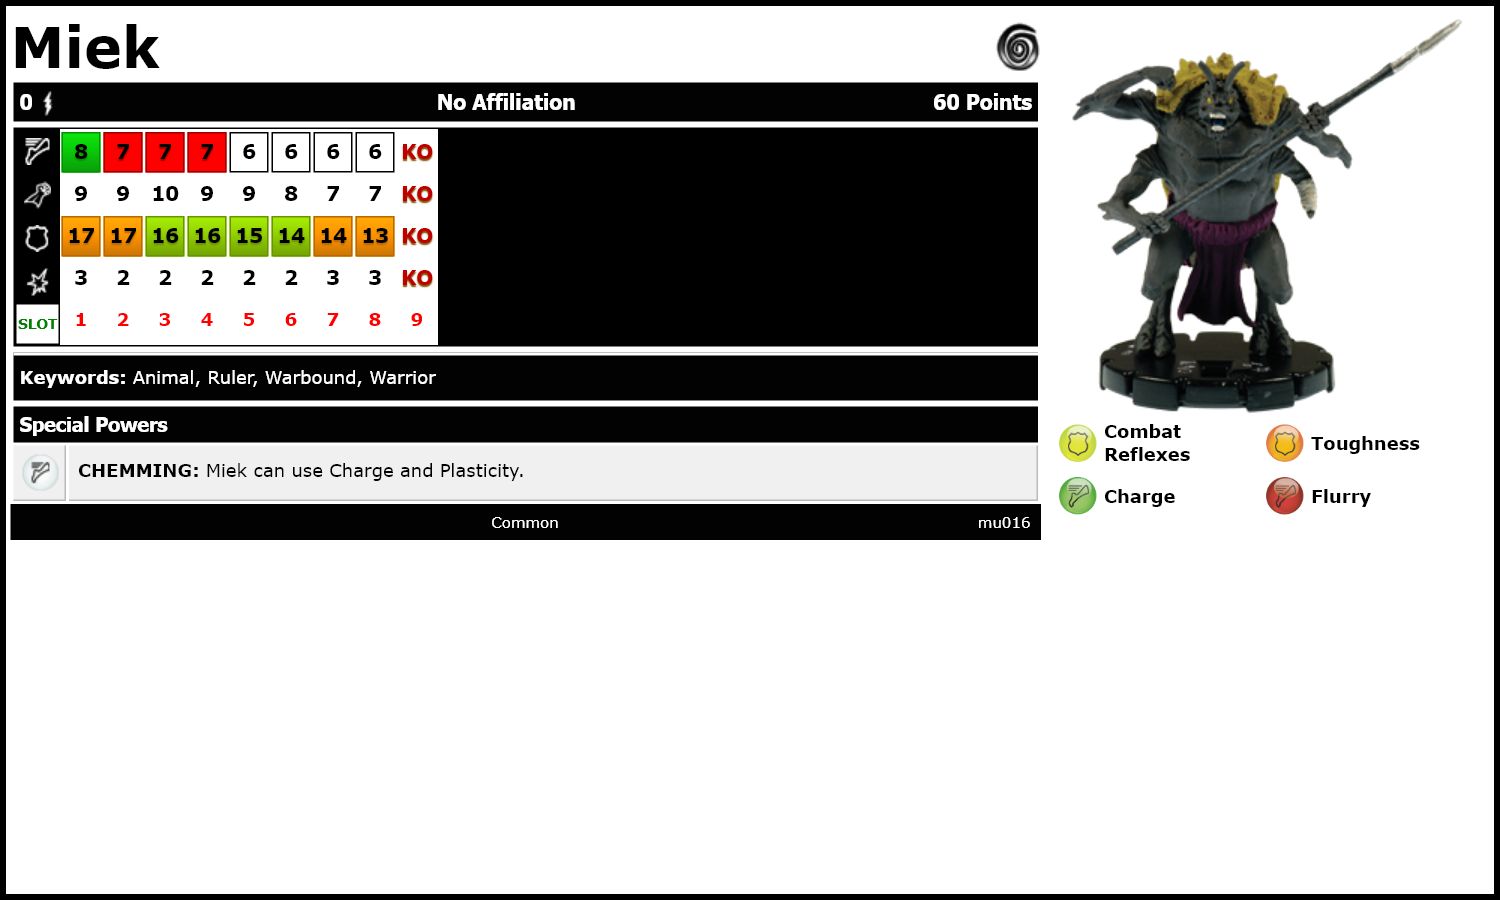 Miek
0 No Affiliation 60 Points
8 7 7 7 6 6 6 6 KO
9 9 10 9 9 8 7 7 KO
17 17 16 16 15 14 14 13 KO
3 2 2 2 2 2 3 3 KO
SLOT 1 2 3 4 5 6 7 8 9
Keywords: Animal, Ruler, Warbound, Warrior
Special Powers
CHEMMING: Miek can use Charge and Plasticity.
Common mu016
Combat
Reflexes
Toughness
Charge
Flurry